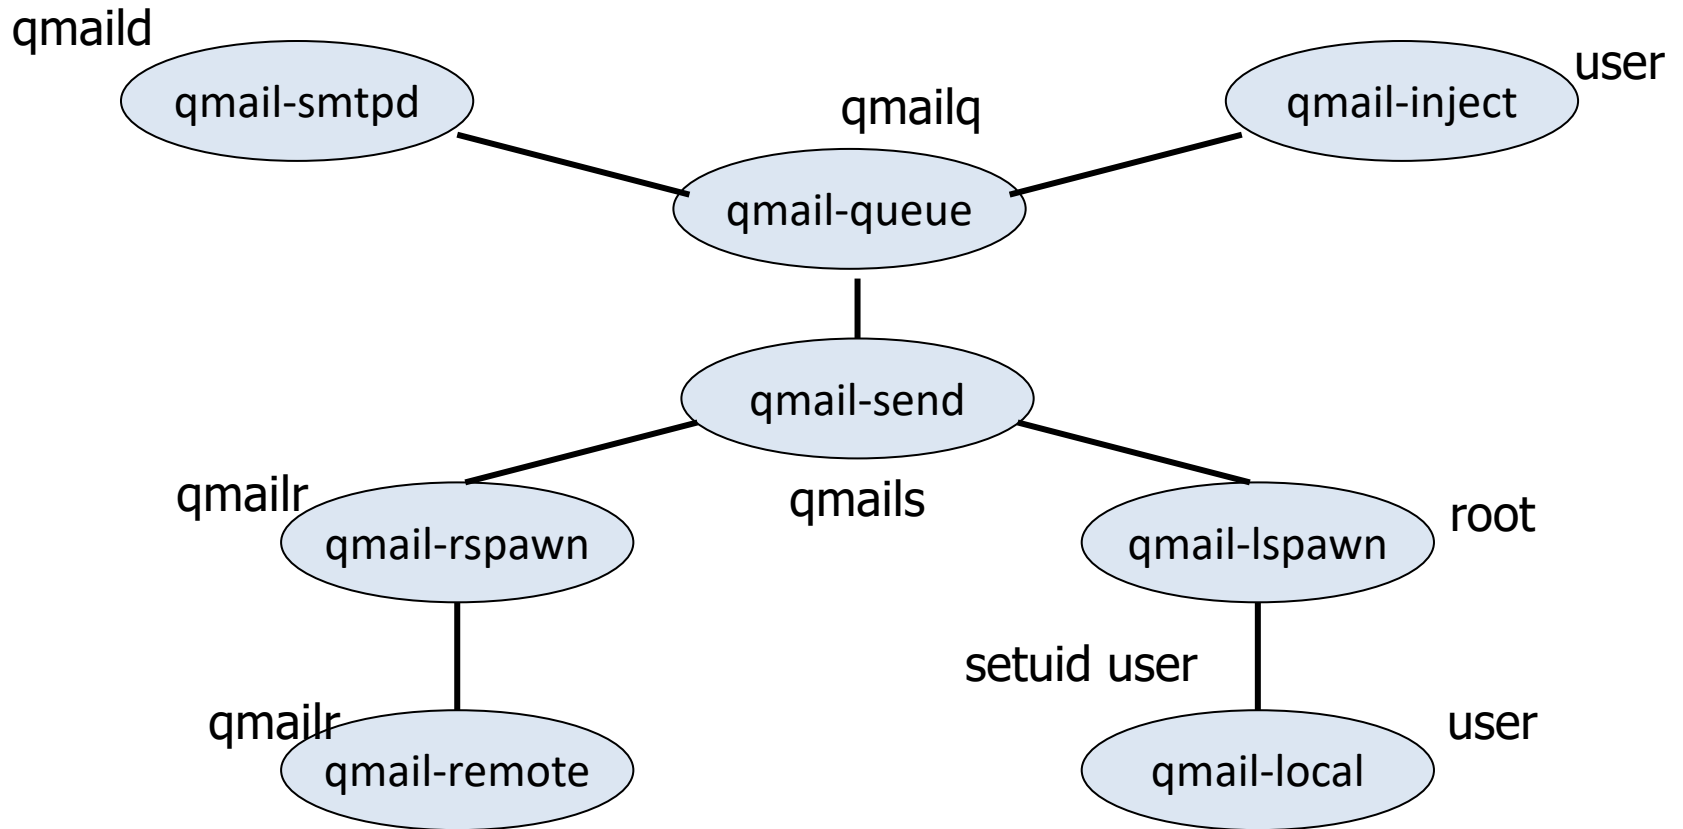 qmaild
qmail-smtpd
qmailq
qmail-inject
user
qmail-queue
qmail-send
qmails
qmailr
qmail-rspawn
qmail-lspawn
root
setuid user
qmailr
qmail-remote
qmail-local
user